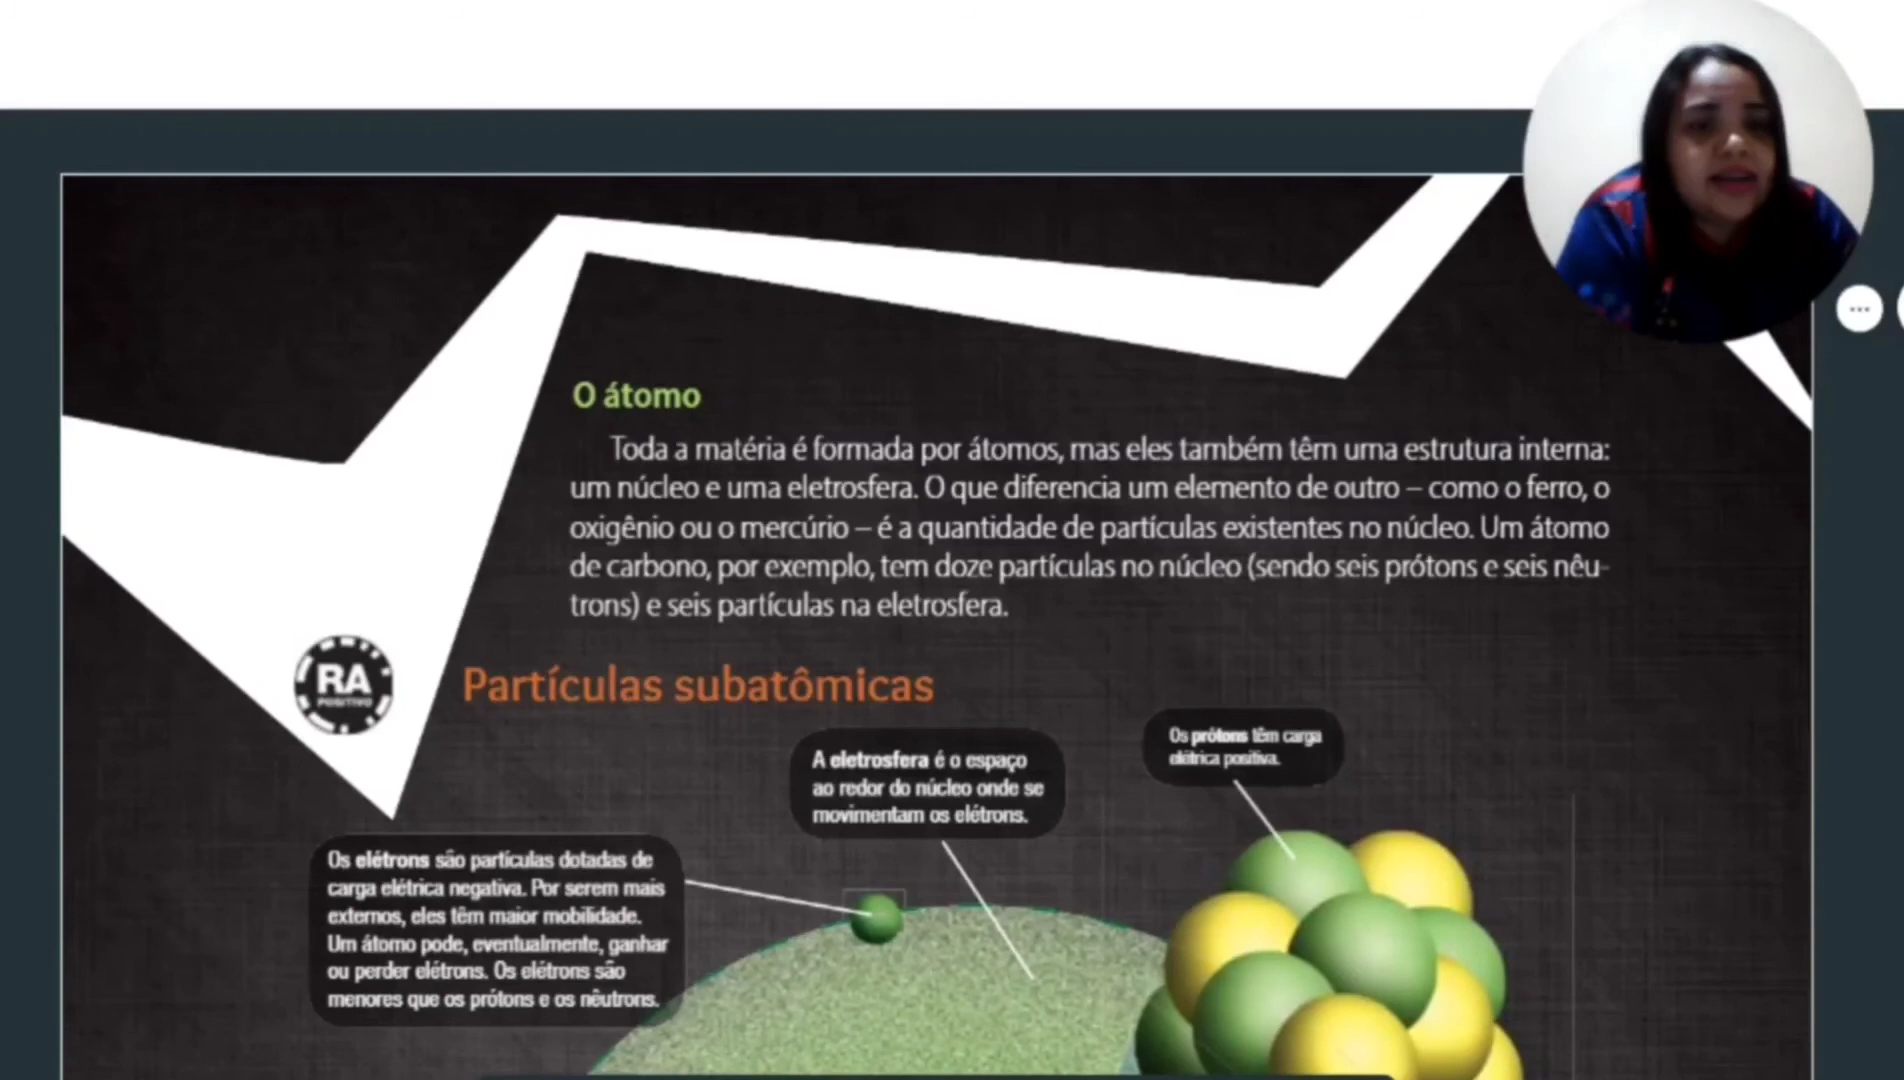 O átomo
Toda a matéria é formada por átomos, mas eles também têm uma estrutura interna:
um núcleo e uma eletrosfera. O que diferencia um elemento de outro – como o ferro, o
oxigênio ou o mercúrio – é a quantidade de partículas existentes no núcleo. Um átomo
de carbono, por exemplo, tem doze partículas no núcleo (sendo seis prótons e seis nêu-
trons) e seis partículas na eletrosfera.
RA
POSITIVO
Partículas subatômicas
Os prótons têm carga
elétrica positiva.
A eletrosfera é o espaço
ao redor do núcleo onde se
movimentam os elétrons.
Os elétrons são partículas dotadas de
carga elétrica negativa. Por serem mais
externos, eles têm maior mobilidade.
Um átomo pode, eventualmente, ganhar
ou perder elétrons. Os elétrons são
menores que os prótons e os nêutrons.